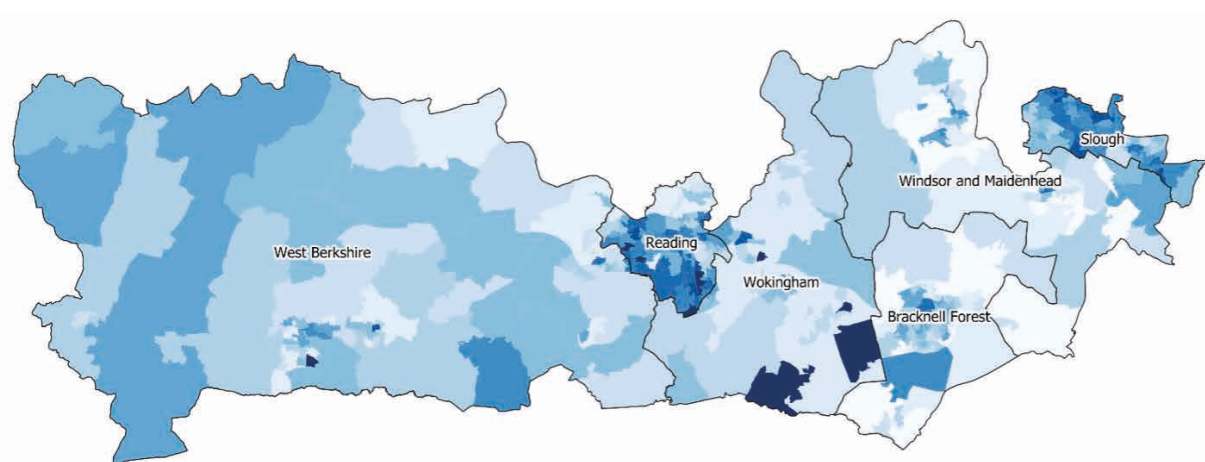 Slough
Windsor and Maidenhead
Reading
West Berkshire
Wokingham
Bracknell Forest